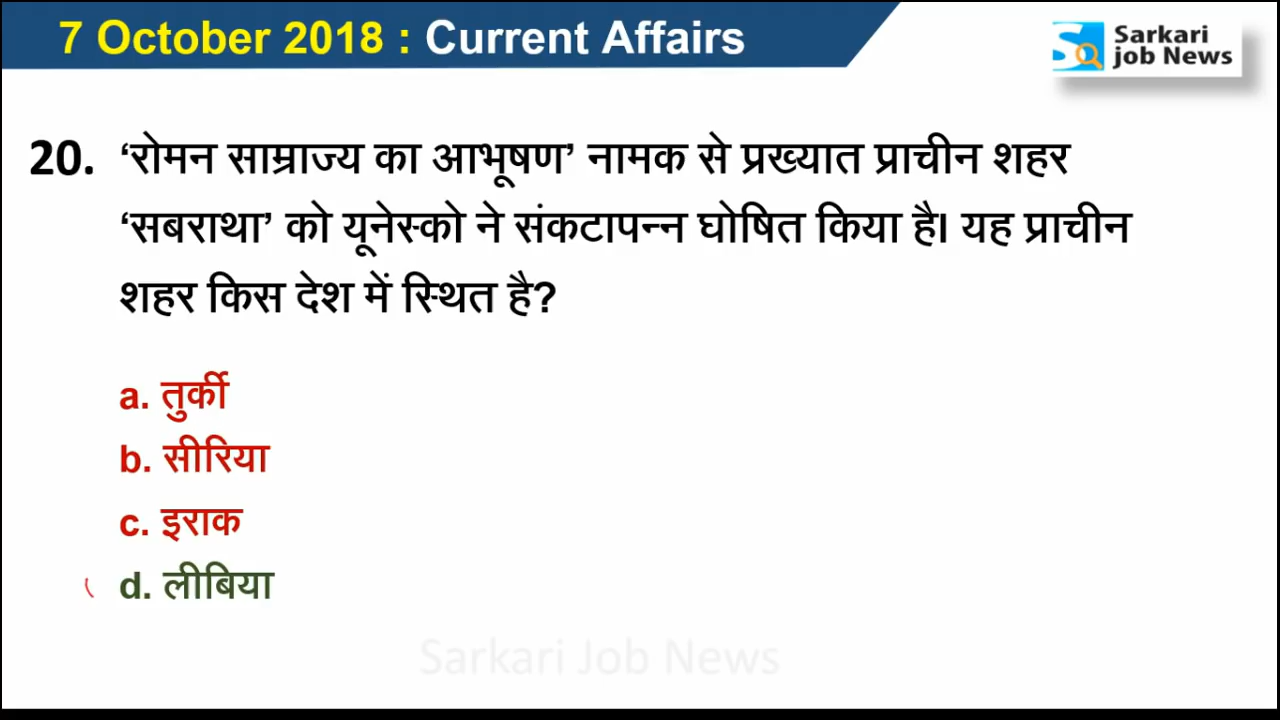 7 October 2018 : Current Affairs
Sarkari
Job News
20. ‘रोमन साम्राज्य का आभूषण’ नामक से प्रख्यात प्राचीन शहर
‘सबराथा’ को यूनेस्को ने संकटापन्न घोषित किया है। यह प्राचीन
शहर किस देश में स्थित है?
a. तुर्की
b. सीरिया
c. इराक
d. लीबिया
Sarkari Job News